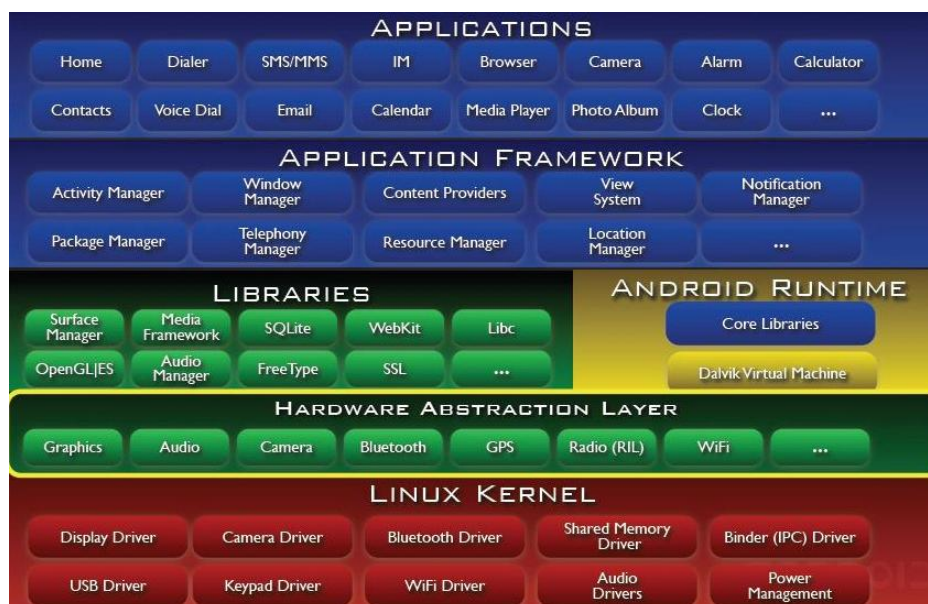 APPLICATIONS
Home Dialer SMS/MMS IM Browser Camera Alarm Calculator
Contacts Voice Dial Email Calendar Media Player Photo Album Clock ...
APPLICATION FRAMEWORK
Activity Manager Window Manager Content Providers View System Notification Manager
Package Manager Telephony Manager Resource Manager Location Manager ...
LIBRARIES
Surface Manager Media Framework SQLite WebKit Libc
OpenGL|ES Audio Manager FreeType SSL ...
ANDROID RUNTIME
Core Libraries
Dalvik Virtual Machine
HARDWARE ABSTRACTION LAYER
Graphics Audio Camera Bluetooth GPS Radio (RIL) WiFi ...
LINUX KERNEL
Display Driver Camera Driver Bluetooth Driver Shared Memory Driver Binder (IPC) Driver
USB Driver Keypad Driver WiFi Driver Audio Drivers Power Management